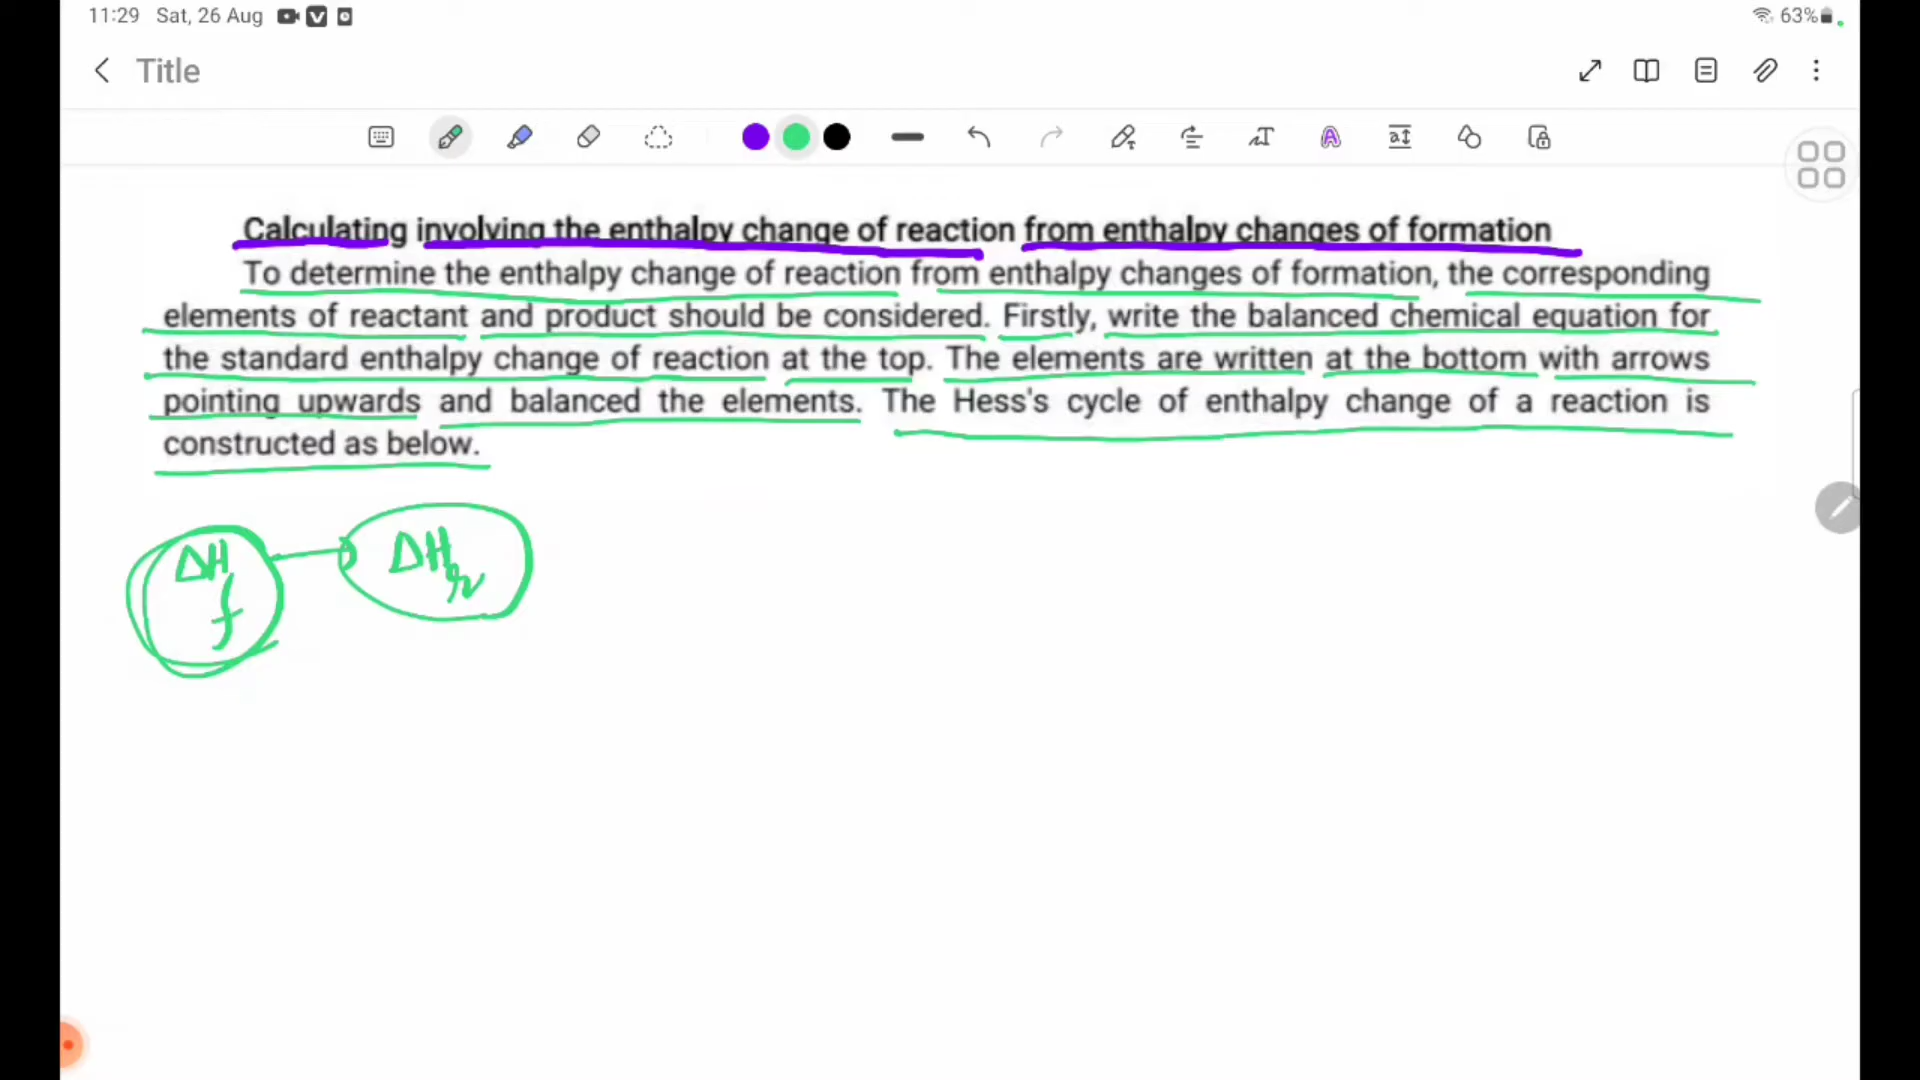 11:29 Sat, 26 Aug
63%
Title
Calculating involving the enthalpy change of reaction from enthalpy changes of formation
To determine the enthalpy change of reaction from enthalpy changes of formation, the corresponding
elements of reactant and product should be considered. Firstly, write the balanced chemical equation for
the standard enthalpy change of reaction at the top. The elements are written at the bottom with arrows
pointing upwards and balanced the elements. The Hess's cycle of enthalpy change of a reaction is
constructed as below.
ΔH f
ΔH r